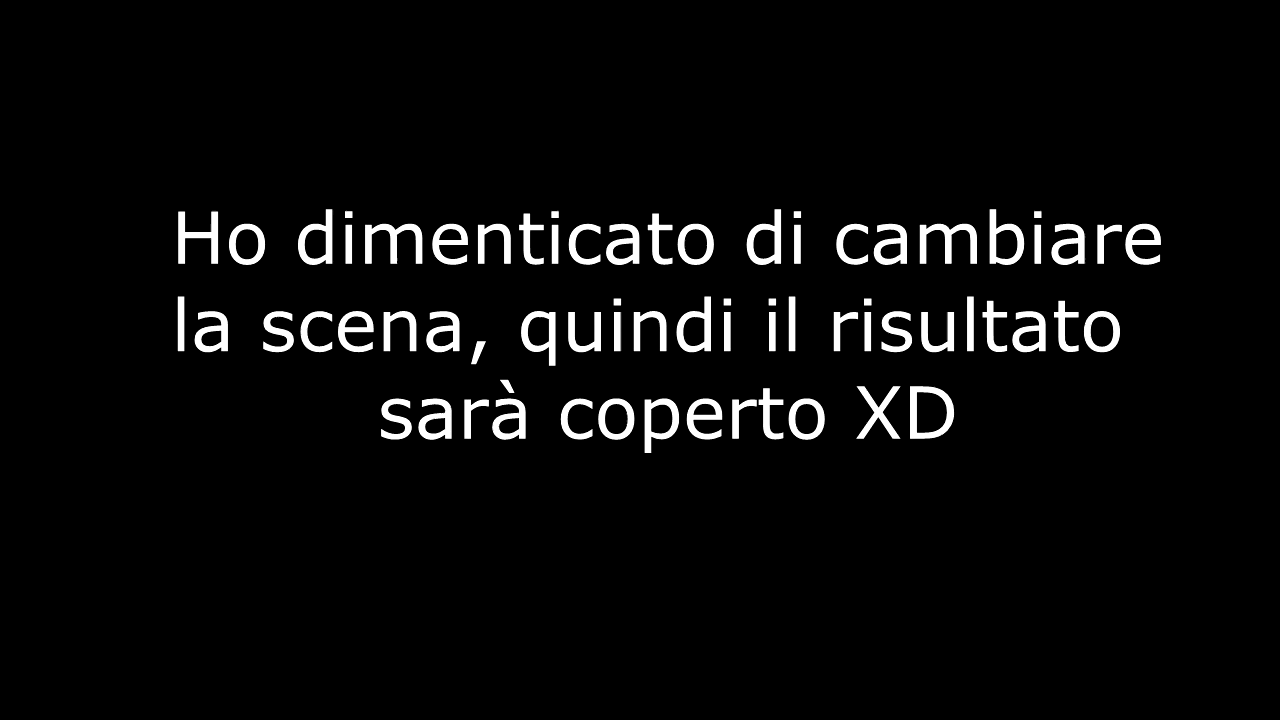 Ho dimenticato di cambiare
la scena, quindi il risultato
sarà coperto XD